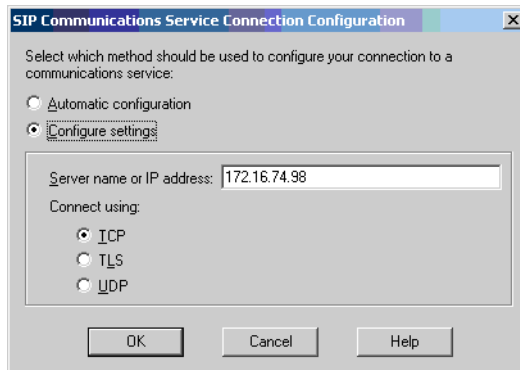 SIP Communications Service Connection Configuration
Select which method should be used to configure your connection to a
communications service:
Automatic configuration
Configure settings
Server name or IP address: 172.16.74.98
Connect using:
TCP
TLS
UDP
OK Cancel Help